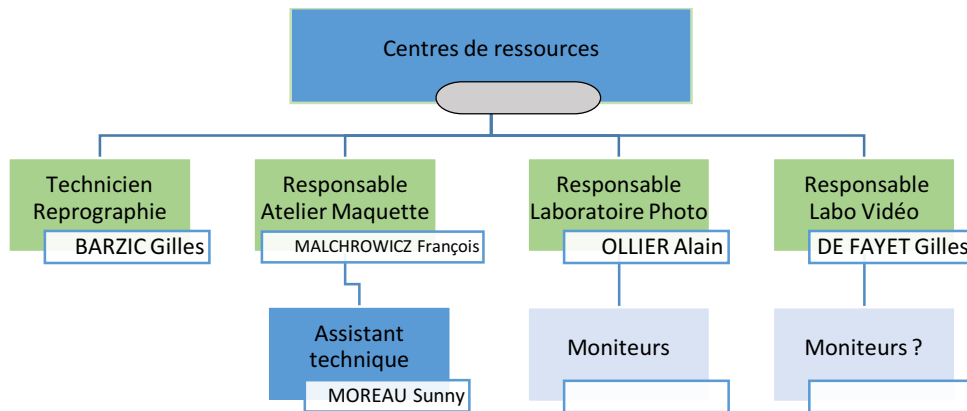 Centres de ressources
Technicien
Reprographie
BARZIC Gilles
Responsable
Atelier Maquette
MALCHROWICZ François
Responsable
Laboratoire Photo
OLLIER Alain
Responsable
Labo Vidéo
DE FAYET Gilles
Assistant
technique
MOREAU Sunny
Moniteurs
Moniteurs ?